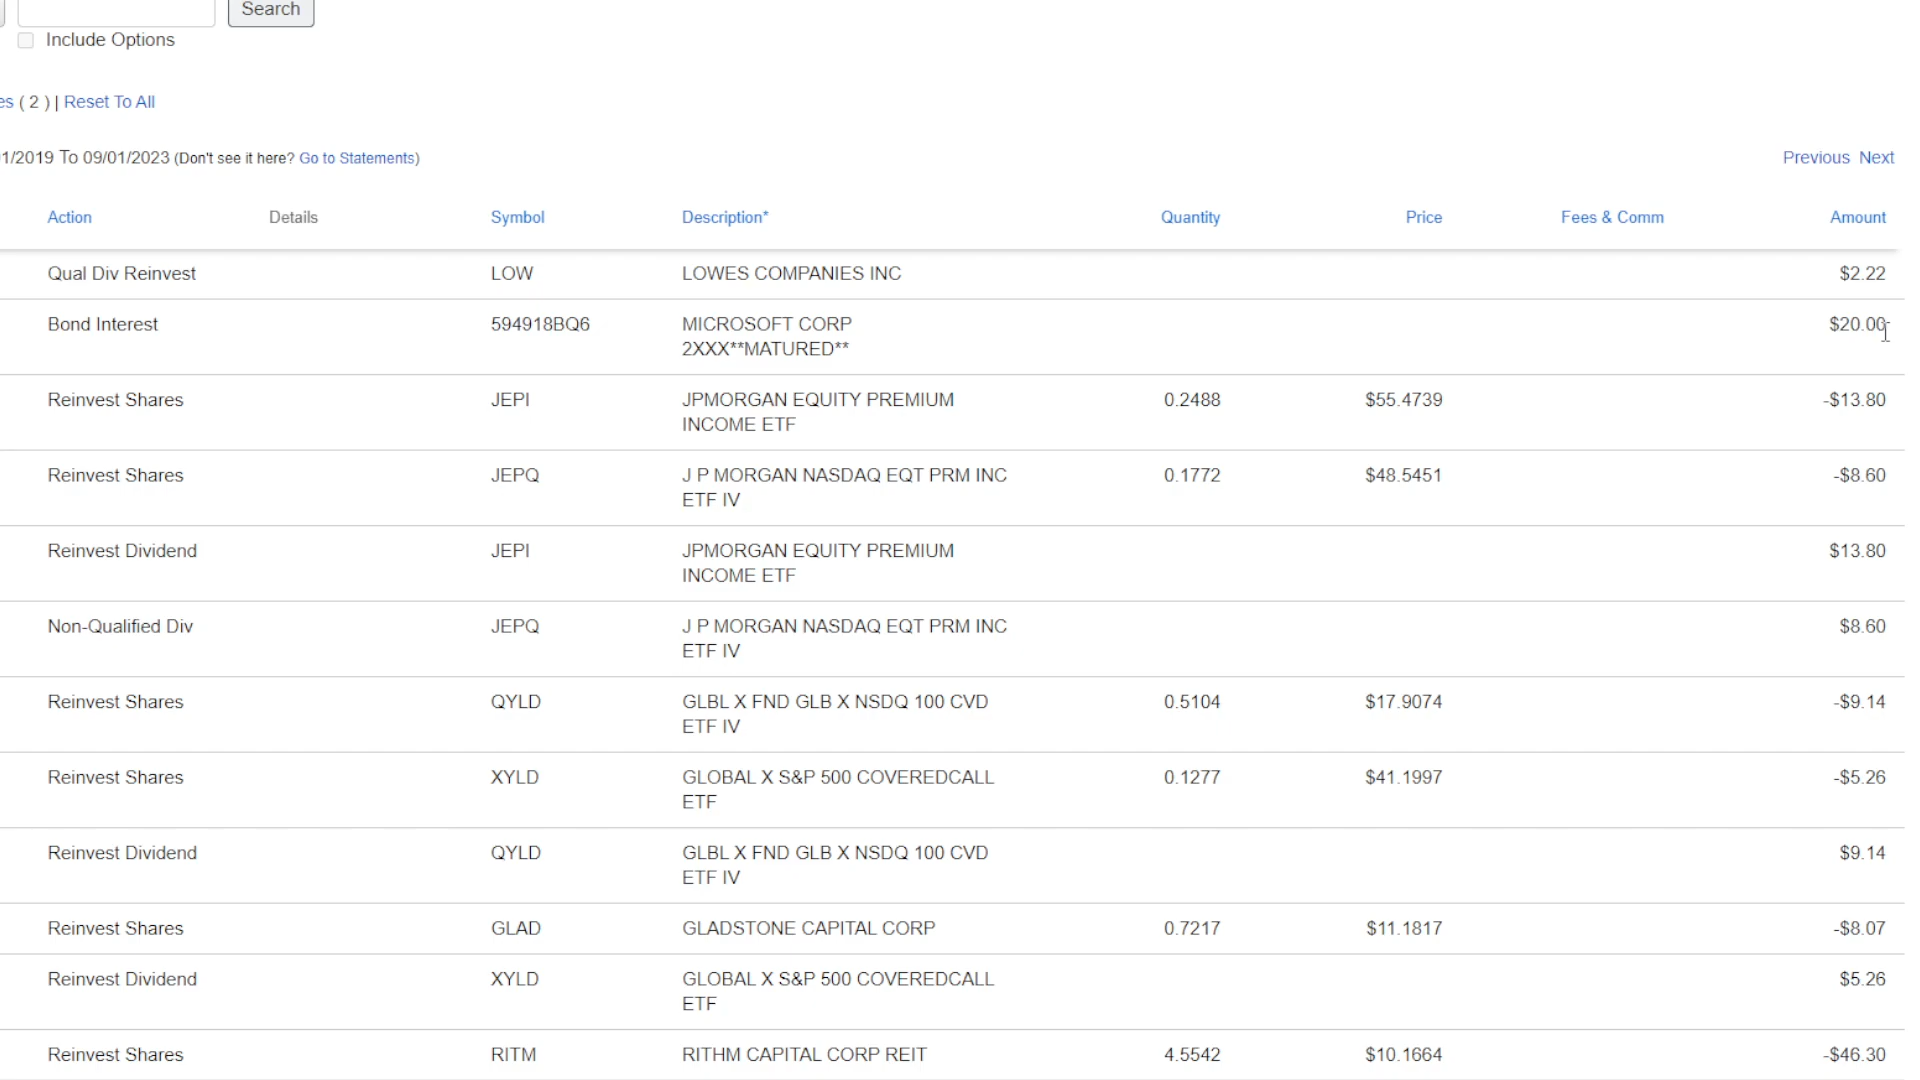 Search
Include Options
es ( 2 ) | Reset To All
1/2019 To 09/01/2023 (Don't see it here? Go to Statements)
Previous Next
Action Details Symbol Description* Quantity Price Fees & Comm Amount
Qual Div Reinvest LOW LOWES COMPANIES INC $2.22
Bond Interest 594918BQ6 MICROSOFT CORP $20.00
2XXX**MATURED**
Reinvest Shares JEPI JPMORGAN EQUITY PREMIUM 0.2488 $55.4739 -$13.80
INCOME ETF
Reinvest Shares JEPQ J P MORGAN NASDAQ EQT PRM INC 0.1772 $48.5451 -$8.60
ETF IV
Reinvest Dividend JEPI JPMORGAN EQUITY PREMIUM $13.80
INCOME ETF
Non-Qualified Div JEPQ J P MORGAN NASDAQ EQT PRM INC $8.60
ETF IV
Reinvest Shares QYLD GLBL X FND GLB X NSDQ 100 CVD 0.5104 $17.9074 -$9.14
ETF IV
Reinvest Shares XYLD GLOBAL X S&P 500 COVEREDCALL 0.1277 $41.1997 -$5.26
ETF
Reinvest Dividend QYLD GLBL X FND GLB X NSDQ 100 CVD $9.14
ETF IV
Reinvest Shares GLAD GLADSTONE CAPITAL CORP 0.7217 $11.1817 -$8.07
Reinvest Dividend XYLD GLOBAL X S&P 500 COVEREDCALL $5.26
ETF
Reinvest Shares RITM RITHM CAPITAL CORP REIT 4.5542 $10.1664 -$46.30